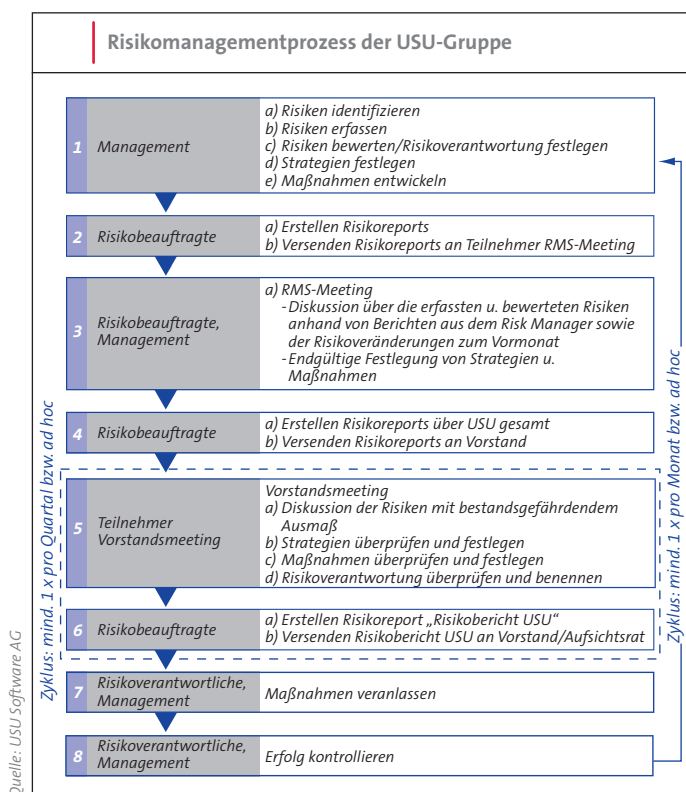 Risikomanagementprozess der USU-Gruppe
1 Management
a) Risiken identifizieren
b) Risiken erfassen
c) Risiken bewerten/Risikoverantwortung festlegen
d) Strategien festlegen
e) Maßnahmen entwickeln
2 Risikobeauftragte
a) Erstellen Risikoreports
b) Versenden Risikoreports an Teilnehmer RMS-Meeting
3 Risikobeauftragte,
Management
a) RMS-Meeting
-Diskussion über die erfassten u. bewerteten Risiken
anhand von Berichten aus dem Risk Manager sowie
der Risikoveränderungen zum Vormonat
-Endgültige Festlegung von Strategien u.
Maßnahmen
4 Risikobeauftragte
a) Erstellen Risikoreports über USU gesamt
b) Versenden Risikoreports an Vorstand
5 Teilnehmer
Vorstandsmeeting
Vorstandsmeeting
a) Diskussion der Risiken mit bestandsgefährdendem
Ausmaß
b) Strategien überprüfen und festlegen
c) Maßnahmen überprüfen und festlegen
d) Risikoverantwortung überprüfen und benennen
6 Risikobeauftragte
a) Erstellen Risikoreport „Risikobericht USU“
b) Versenden Risikobericht USU an Vorstand/Aufsichtsrat
7 Risikoverantwortliche,
Management
Maßnahmen veranlassen
8 Risikoverantwortliche,
Management
Erfolg kontrollieren
Zyklus: mind. 1 x pro Quartal bzw. ad hoc
Zyklus: mind. 1 x pro Monat bzw. ad hoc
Quelle: USU Software AG